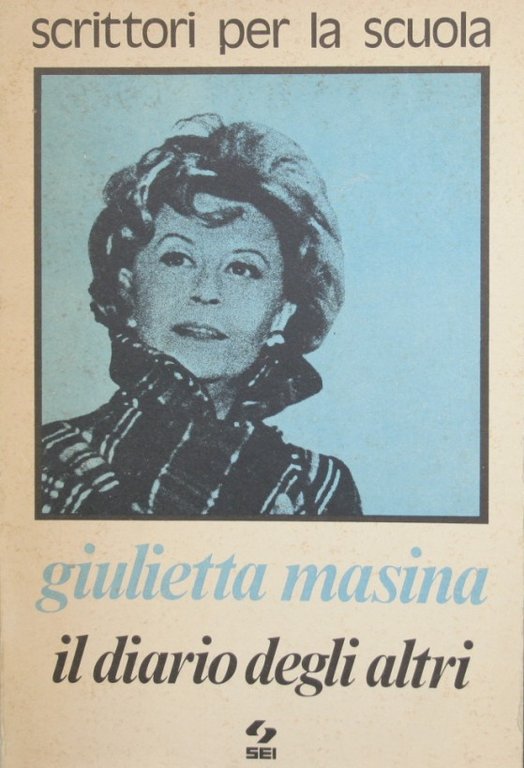 scrittori per la scuola
giulietta masina
il diario degli altri
SEI